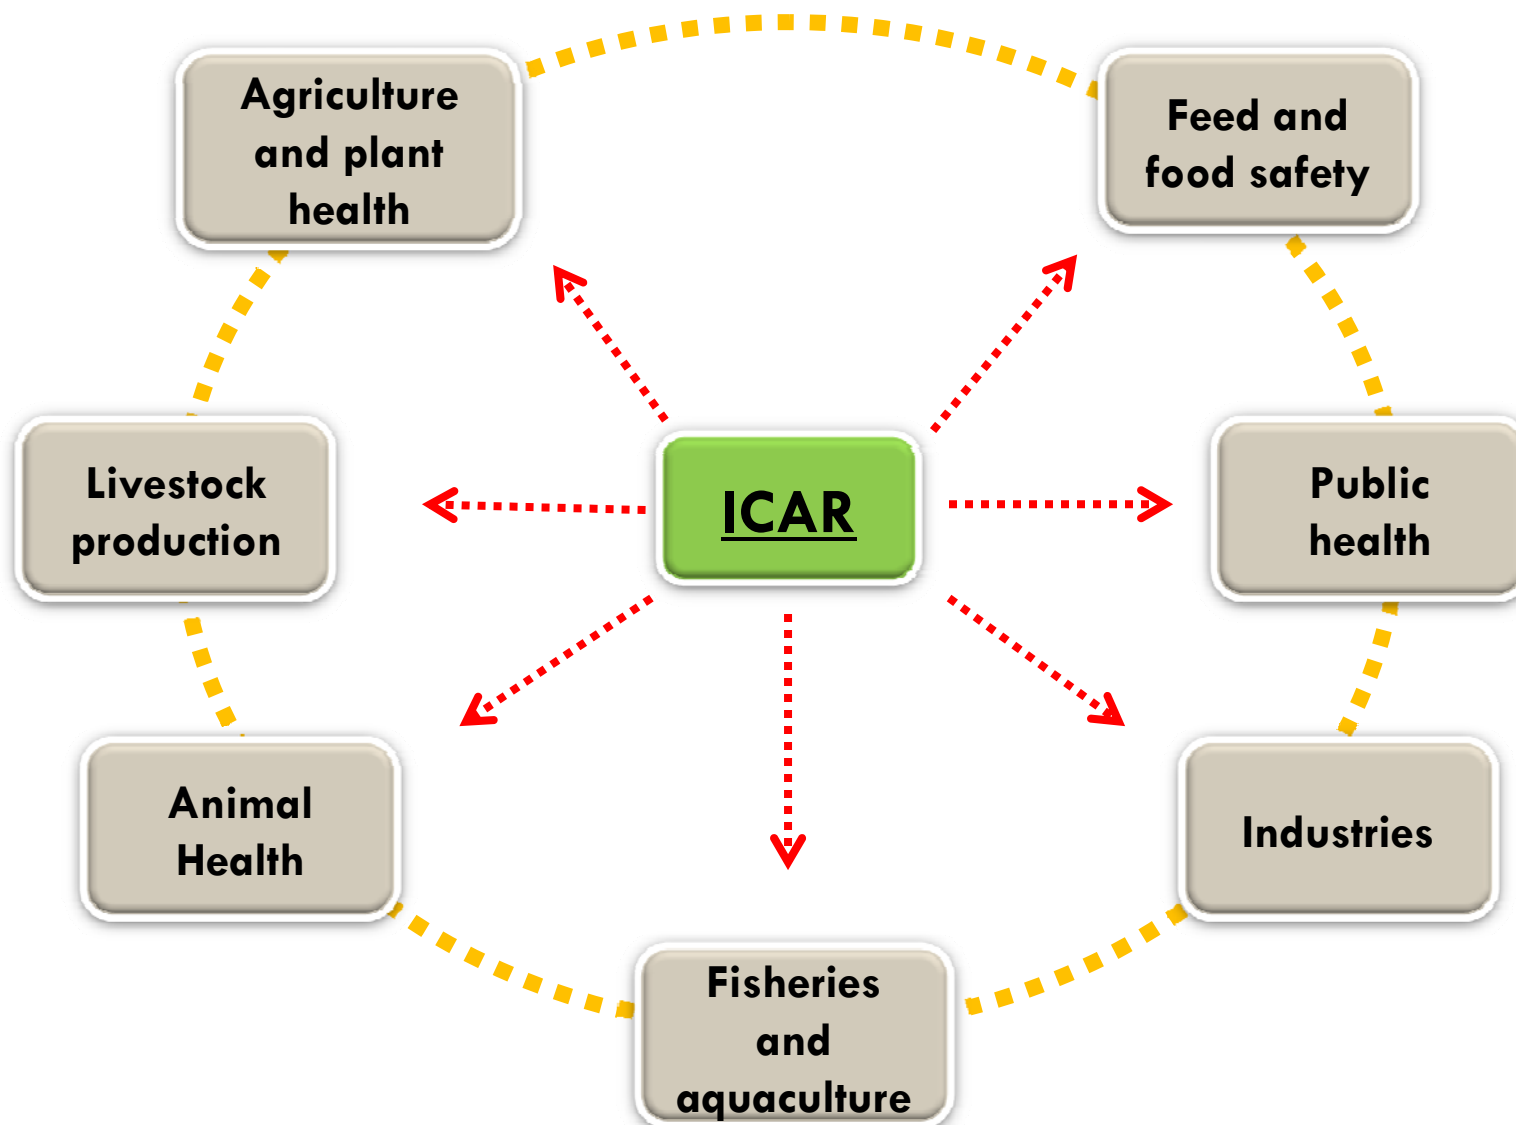 Agriculture
and plant
health
Feed and
food safety
Livestock
production
ICAR
Public
health
Animal
Health
Industries
Fisheries
and
aquaculture